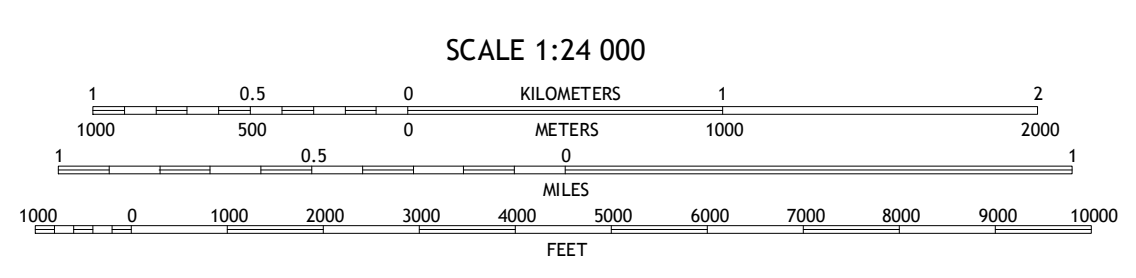 SCALE 1:24 000
1 0.5 0 KILOMETERS 1 2
1000 500 0 METERS 1000 2000
1 0.5 0 1
MILES
1000 0 1000 2000 3000 4000 5000 6000 7000 8000 9000 10000
FEET